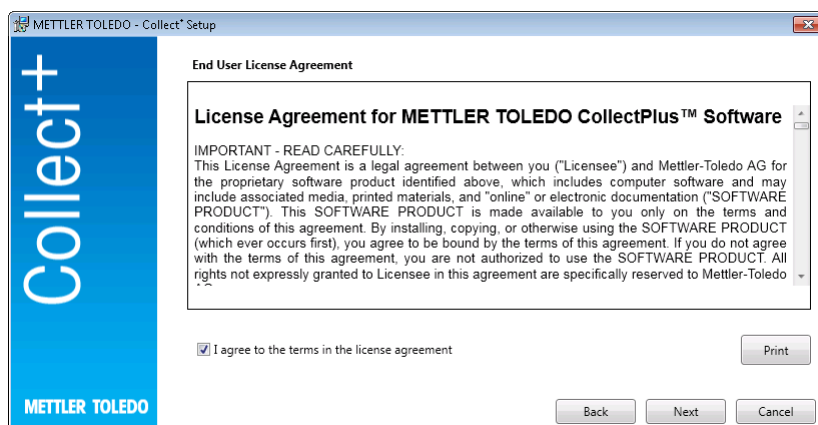 METTLER TOLEDO - Collect⁺ Setup
Collect+
End User License Agreement
License Agreement for METTLER TOLEDO CollectPlus™ Software
IMPORTANT - READ CAREFULLY:
This License Agreement is a legal agreement between you ("Licensee") and Mettler-Toledo AG for
the proprietary software product identified above, which includes computer software and may
include associated media, printed materials, and "online" or electronic documentation ("SOFTWARE
PRODUCT"). This SOFTWARE PRODUCT is made available to you only on the terms and
conditions of this agreement. By installing, copying, or otherwise using the SOFTWARE PRODUCT
(which ever occurs first), you agree to be bound by the terms of this agreement. If you do not agree
with the terms of this agreement, you are not authorized to use the SOFTWARE PRODUCT. All
rights not expressly granted to Licensee in this agreement are specifically reserved to Mettler-Toledo
I agree to the terms in the license agreement
Print
METTLER TOLEDO
Back
Next
Cancel